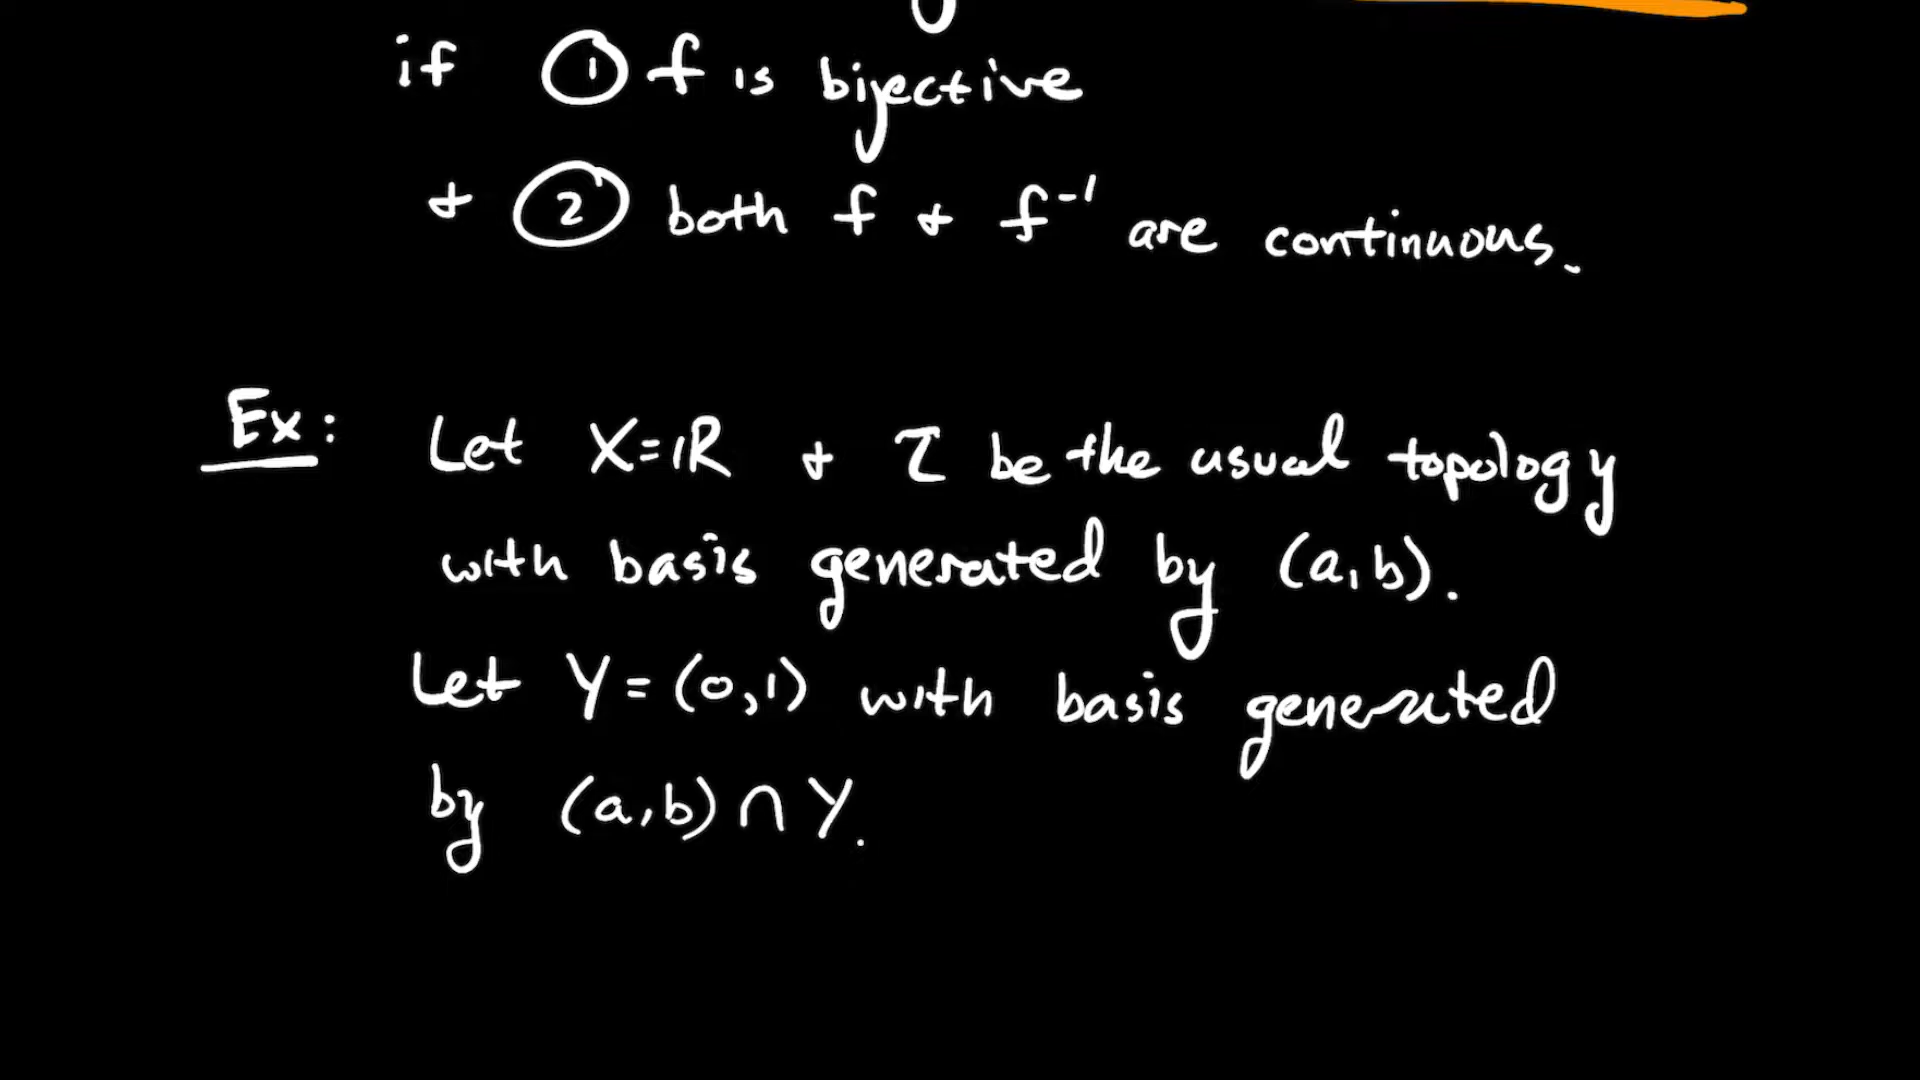 if ① f is bijective
+ ② both f + f⁻¹ are continuous.
Ex: Let X=ℝ + τ be the usual topology
with basis generated by (a,b).
Let Y=(0,1) with basis generated
by (a,b)∩Y.